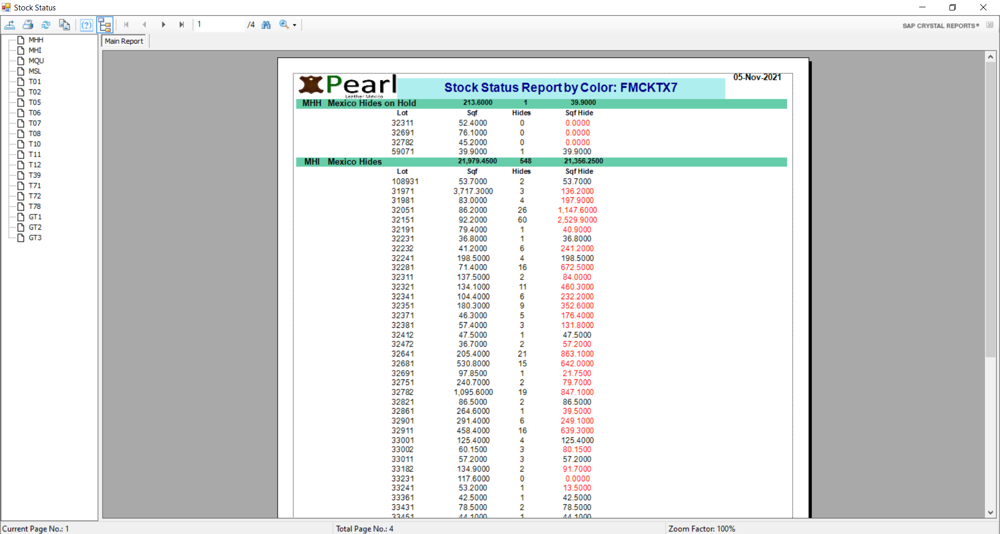 Stock Status
1 /4
SAP CRYSTAL REPORTS®
MHH
MHI
MQU
MSL
T01
T02
T05
T06
T07
T08
T10
T11
T12
T39
T71
T72
T78
GT1
GT2
GT3
Main Report
Pearl
Leather México
Stock Status Report by Color: FMCKTX7
05-Nov-2021
MHH Mexico Hides on Hold 213.6000 1 39.9000
Lot Sqf Hides Sqf Hide
32311 52.4000 0 0.0000
32691 76.1000 0 0.0000
32782 45.2000 0 0.0000
59071 39.9000 1 39.9000
MHI Mexico Hides 21,979.4500 548 21,356.2500
Lot Sqf Hides Sqf Hide
108931 53.7000 2 53.7000
31971 3,717.3000 3 136.2000
31981 83.0000 4 197.9000
32051 86.2000 26 1,147.6000
32151 92.2000 60 2,529.9000
32191 79.4000 1 40.9000
32231 36.8000 1 36.8000
32232 41.2000 6 241.2000
32241 198.5000 4 198.5000
32281 71.4000 16 672.5000
32311 137.5000 2 84.0000
32321 134.1000 11 460.3000
32341 104.4000 6 232.2000
32351 180.3000 9 352.6000
32371 46.3000 5 176.4000
32381 57.4000 3 131.8000
32412 47.5000 1 47.5000
32472 36.7000 2 57.2000
32641 205.4000 21 863.1000
32681 530.8000 15 642.0000
32691 97.8500 1 21.7500
32751 240.7000 2 79.7000
32782 1,095.6000 19 847.1000
32821 86.5000 2 86.5000
32861 264.6000 1 39.5000
32901 291.4000 6 249.1000
32911 458.4000 16 639.3000
33001 125.4000 4 125.4000
33002 60.1500 3 80.1500
33011 57.2000 3 57.2000
33182 134.9000 2 91.7000
33231 117.6000 0 0.0000
33241 53.2000 1 13.5000
33361 42.5000 1 42.5000
33431 78.5000 2 78.5000
33451 44.1000 1 44.1000
Current Page No.: 1
Total Page No.: 4
Zoom Factor: 100%